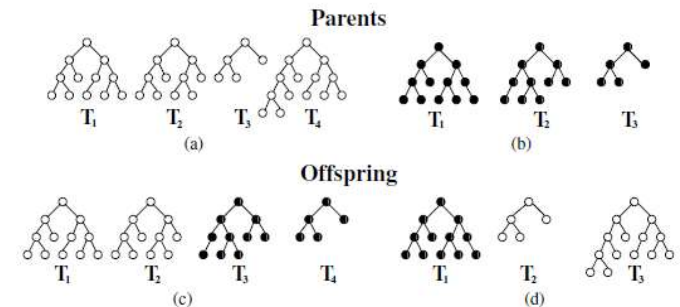 Parents
T1 T2 T3 T4 T1 T2 T3
(a) (b)
Offspring
T1 T2 T3 T4 T1 T2 T3
(c) (d)